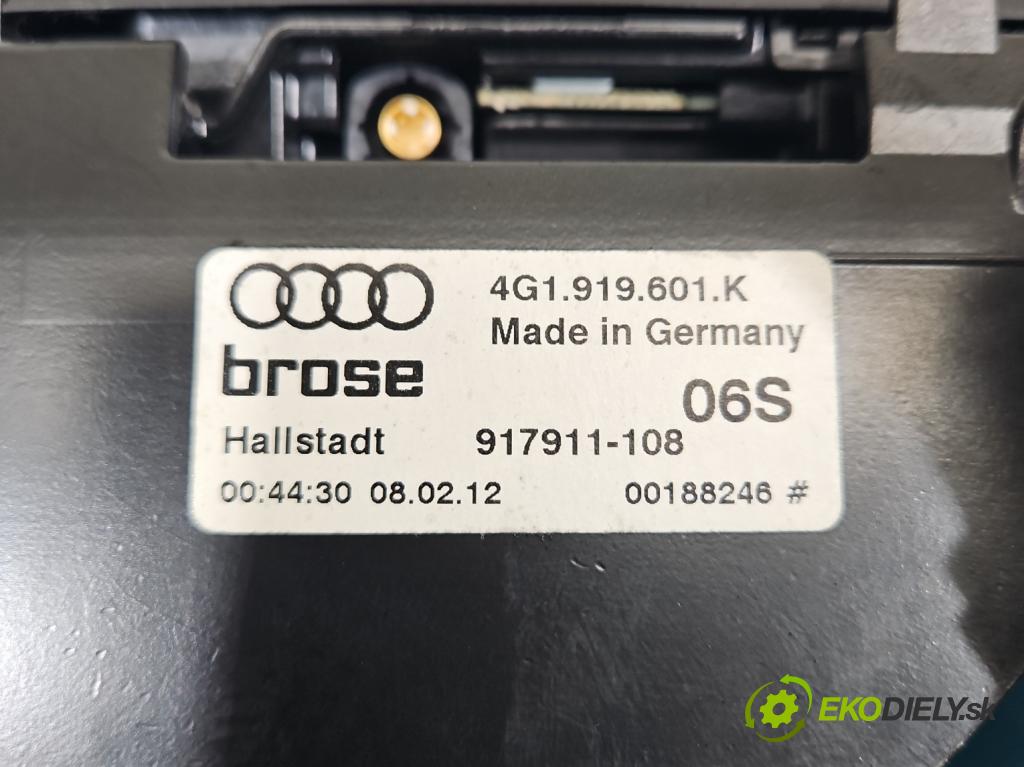 4G1.919.601.K
Made in Germany
brose
06S
Hallstadt 917911-108
00:44:30 08.02.12 00188246 #
EKODIELY.sk